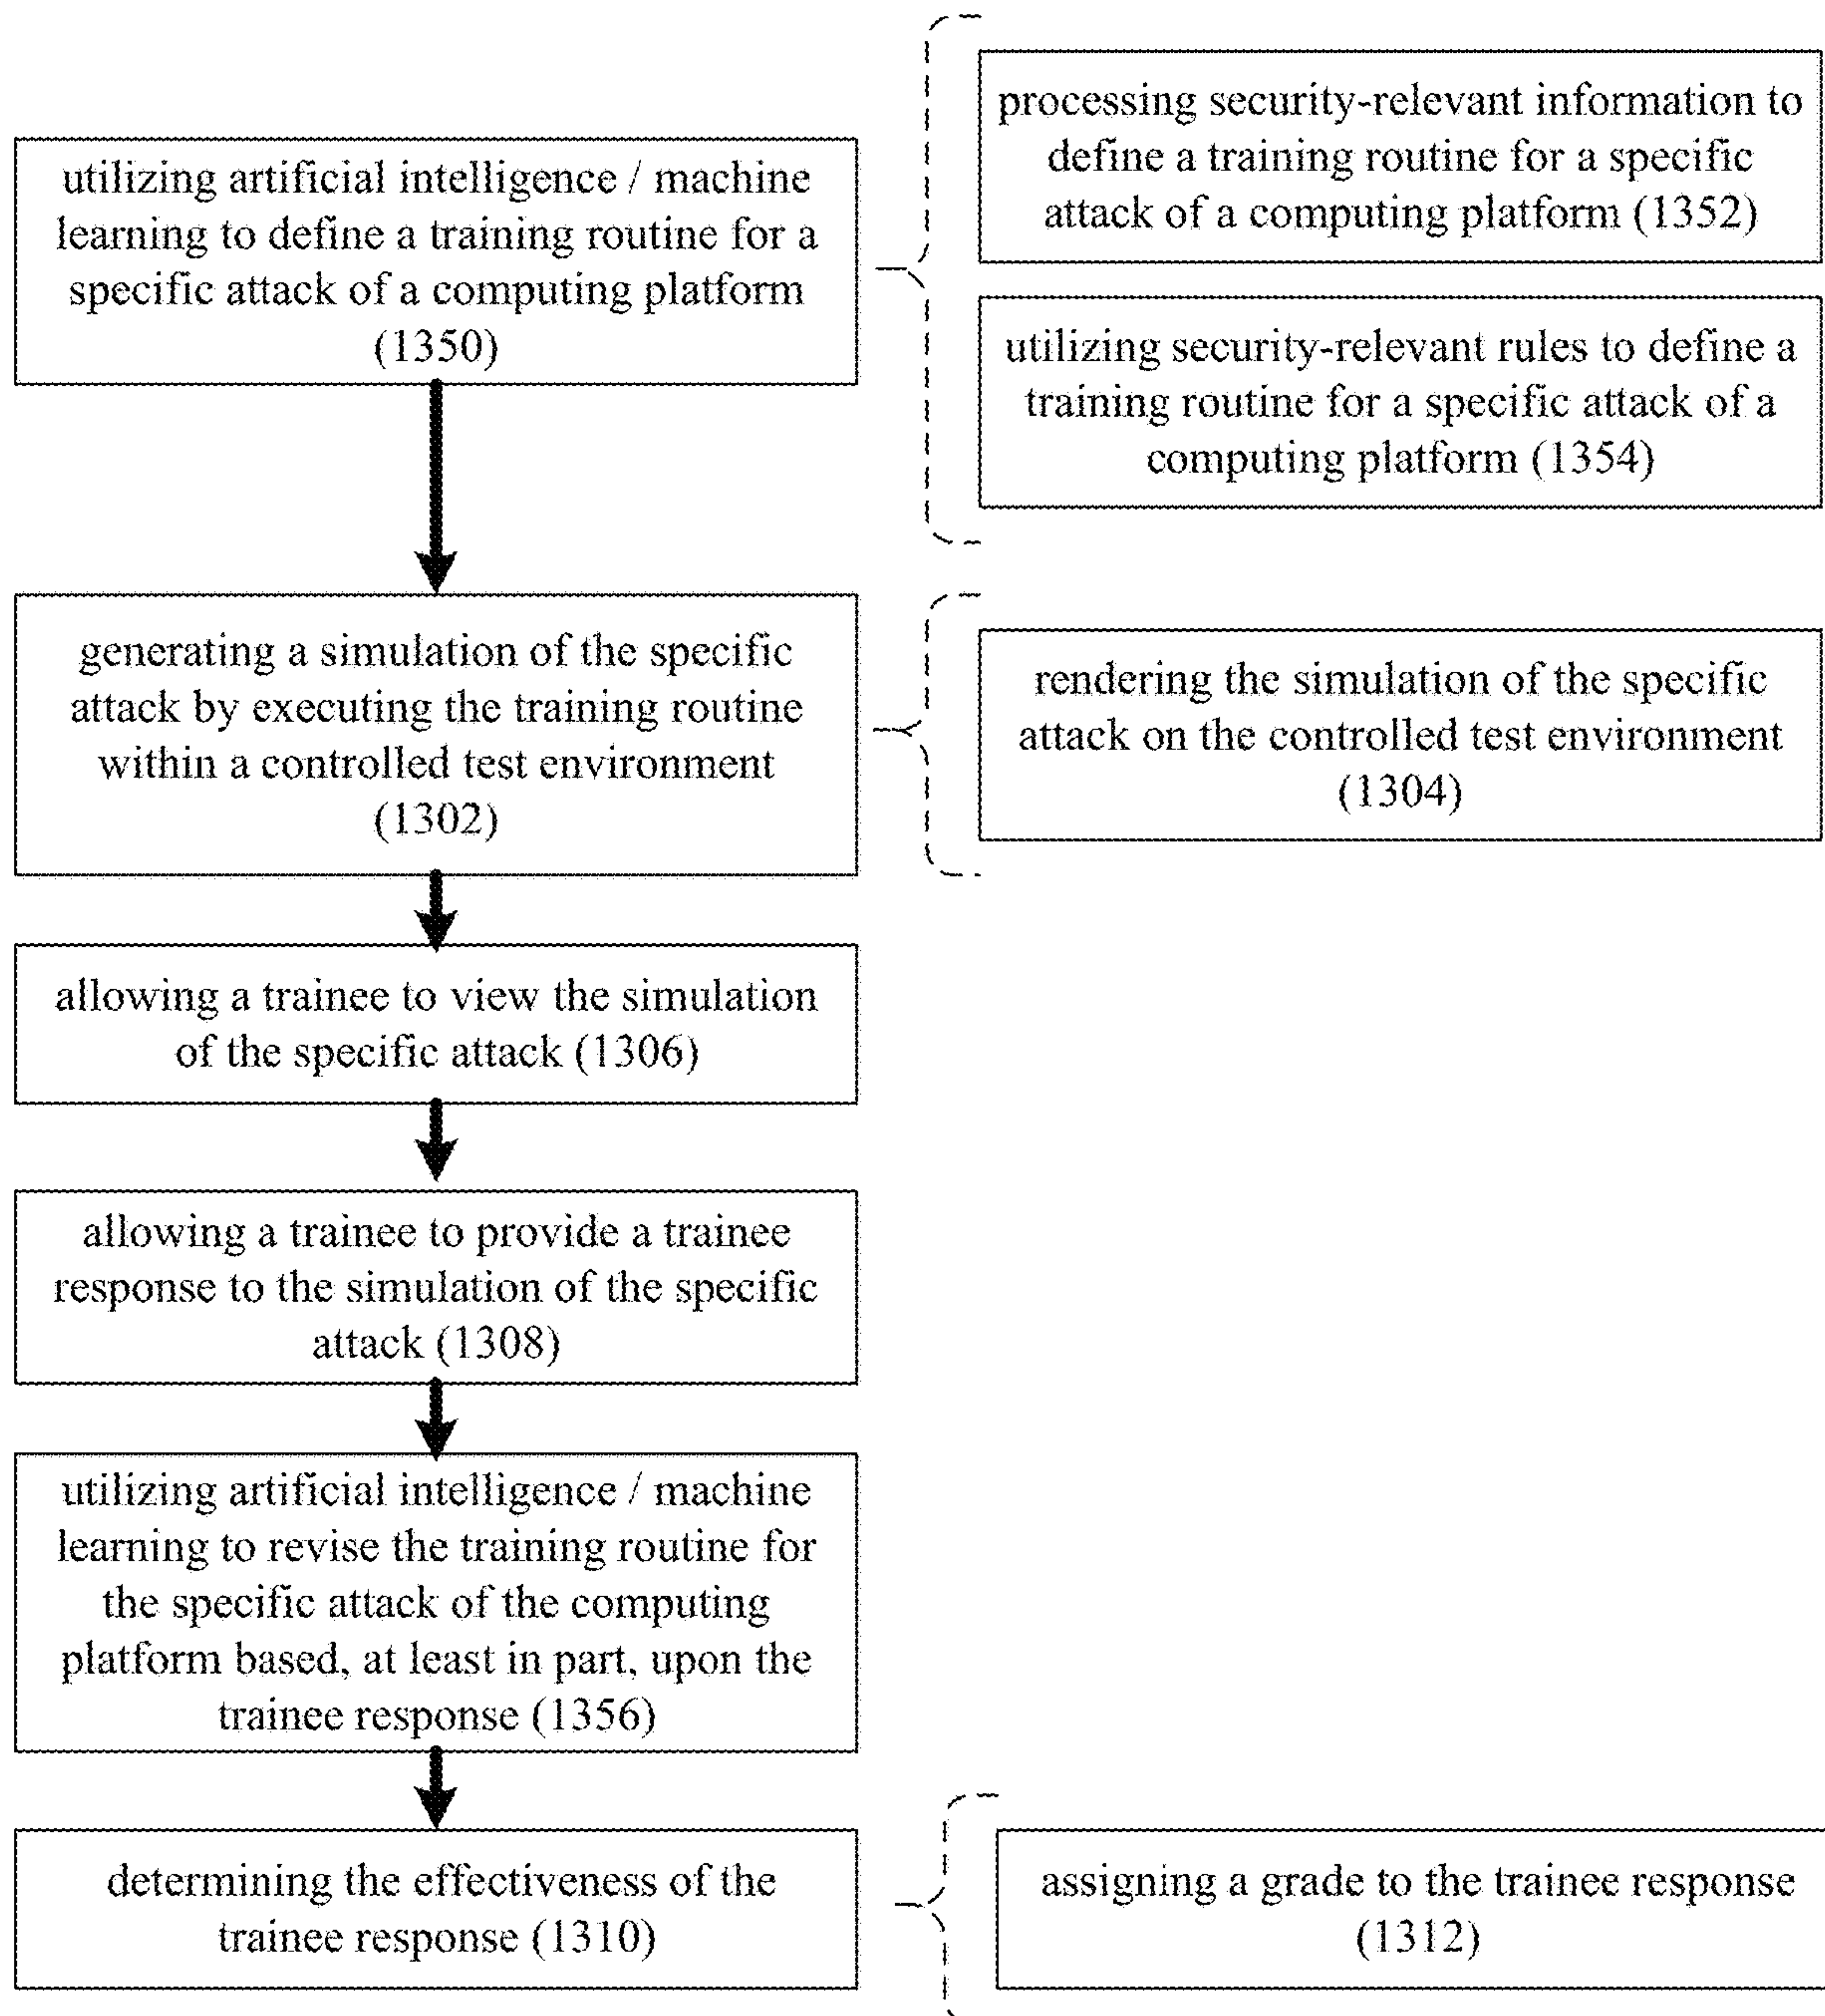 utilizing artificial intelligence / machine
learning to define a training routine for a
specific attack of a computing platform
(1350)
processing security-relevant information to
define a training routine for a specific
attack of a computing platform (1352)
utilizing security-relevant rules to define a
training routine for a specific attack of a
computing platform (1354)
generating a simulation of the specific
attack by executing the training routine
within a controlled test environment
(1302)
rendering the simulation of the specific
attack on the controlled test environment
(1304)
allowing a trainee to view the simulation
of the specific attack (1306)
allowing a trainee to provide a trainee
response to the simulation of the specific
attack (1308)
utilizing artificial intelligence / machine
learning to revise the training routine for
the specific attack of the computing
platform based, at least in part, upon the
trainee response (1356)
determining the effectiveness of the
trainee response (1310)
assigning a grade to the trainee response
(1312)